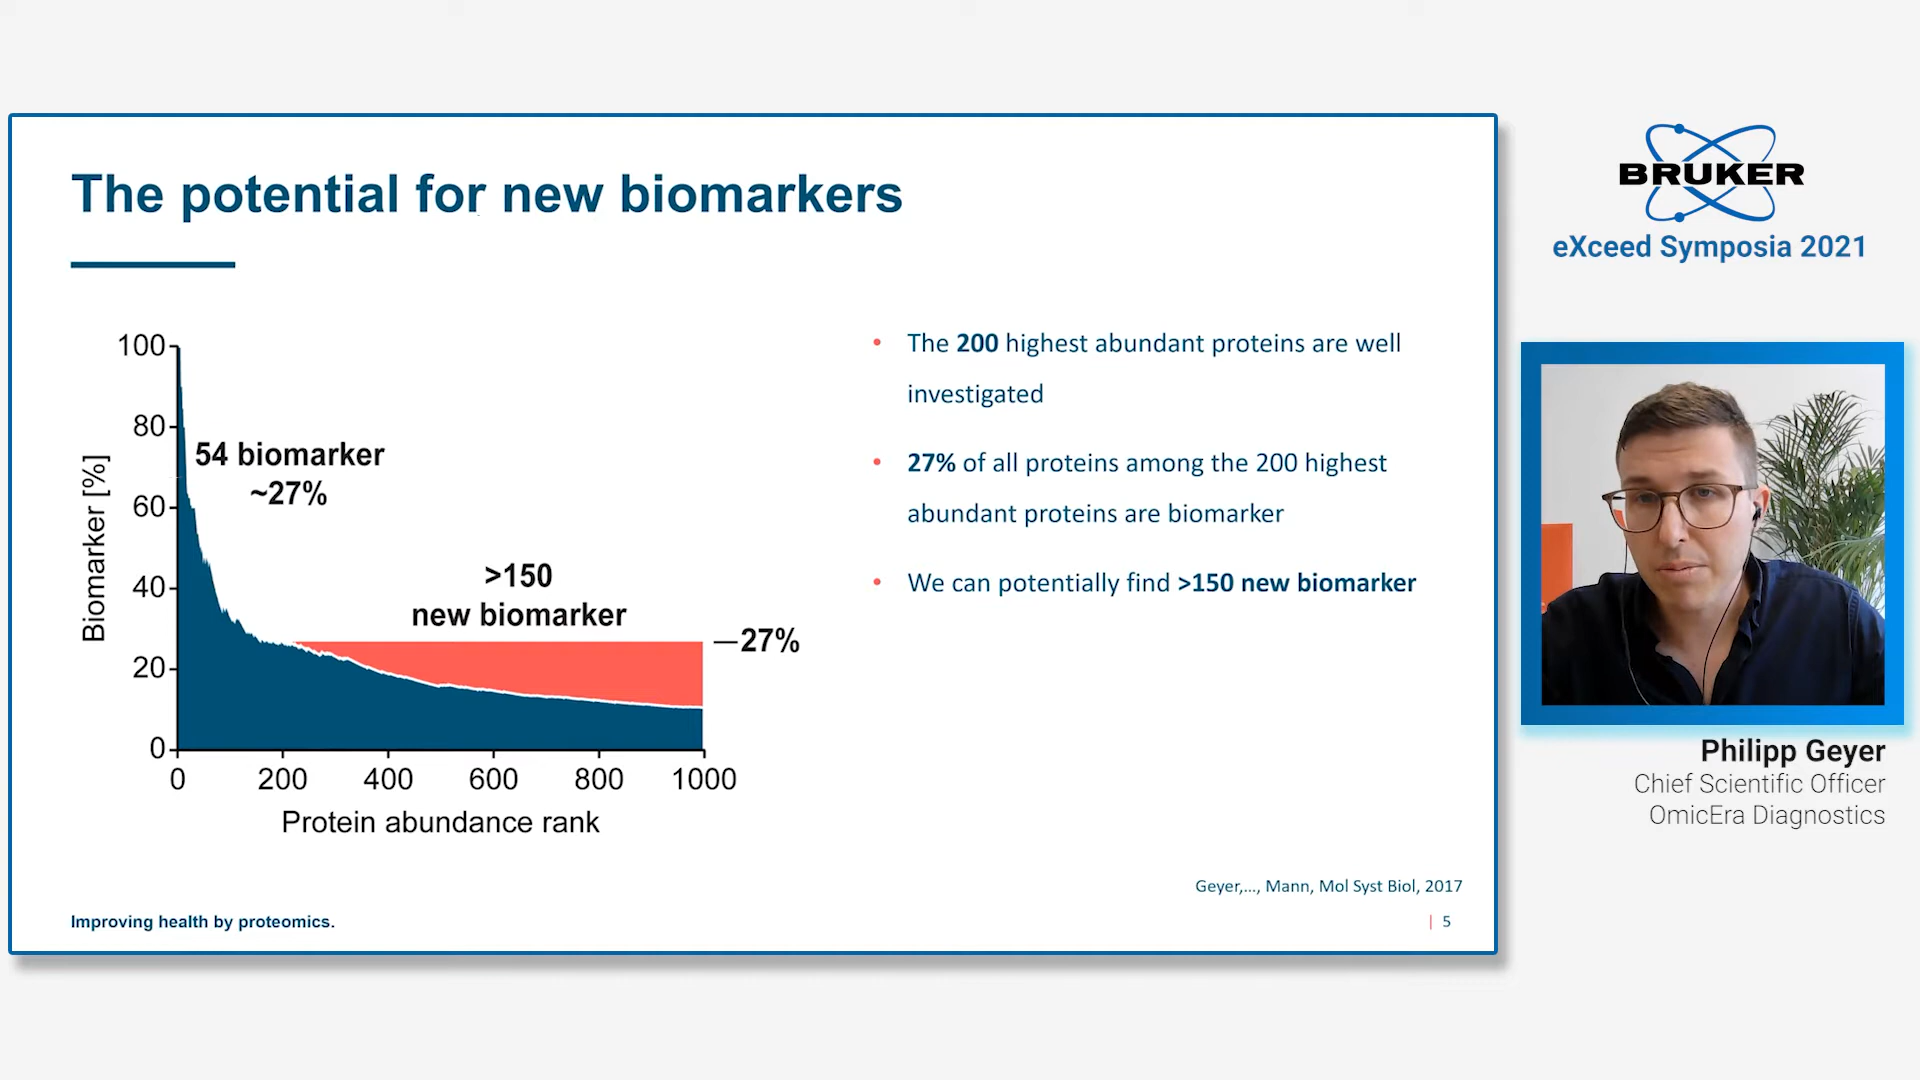 The potential for new biomarkers
100
80
60
40
20
0
Biomarker [%]
54 biomarker
~27%
>150
new biomarker
—27%
0 200 400 600 800 1000
Protein abundance rank
• The 200 highest abundant proteins are well
investigated
• 27% of all proteins among the 200 highest
abundant proteins are biomarker
• We can potentially find >150 new biomarker
Geyer,..., Mann, Mol Syst Biol, 2017
Improving health by proteomics.
| 5
BRUKER
eXceed Symposia 2021
Philipp Geyer
Chief Scientific Officer
OmicEra Diagnostics